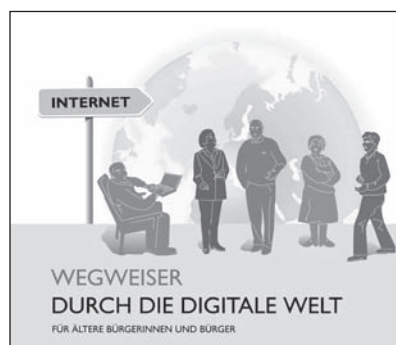 INTERNET
WEGWEISER
DURCH DIE DIGITALE WELT
FÜR ÄLTERE BÜRGERINNEN UND BÜRGER